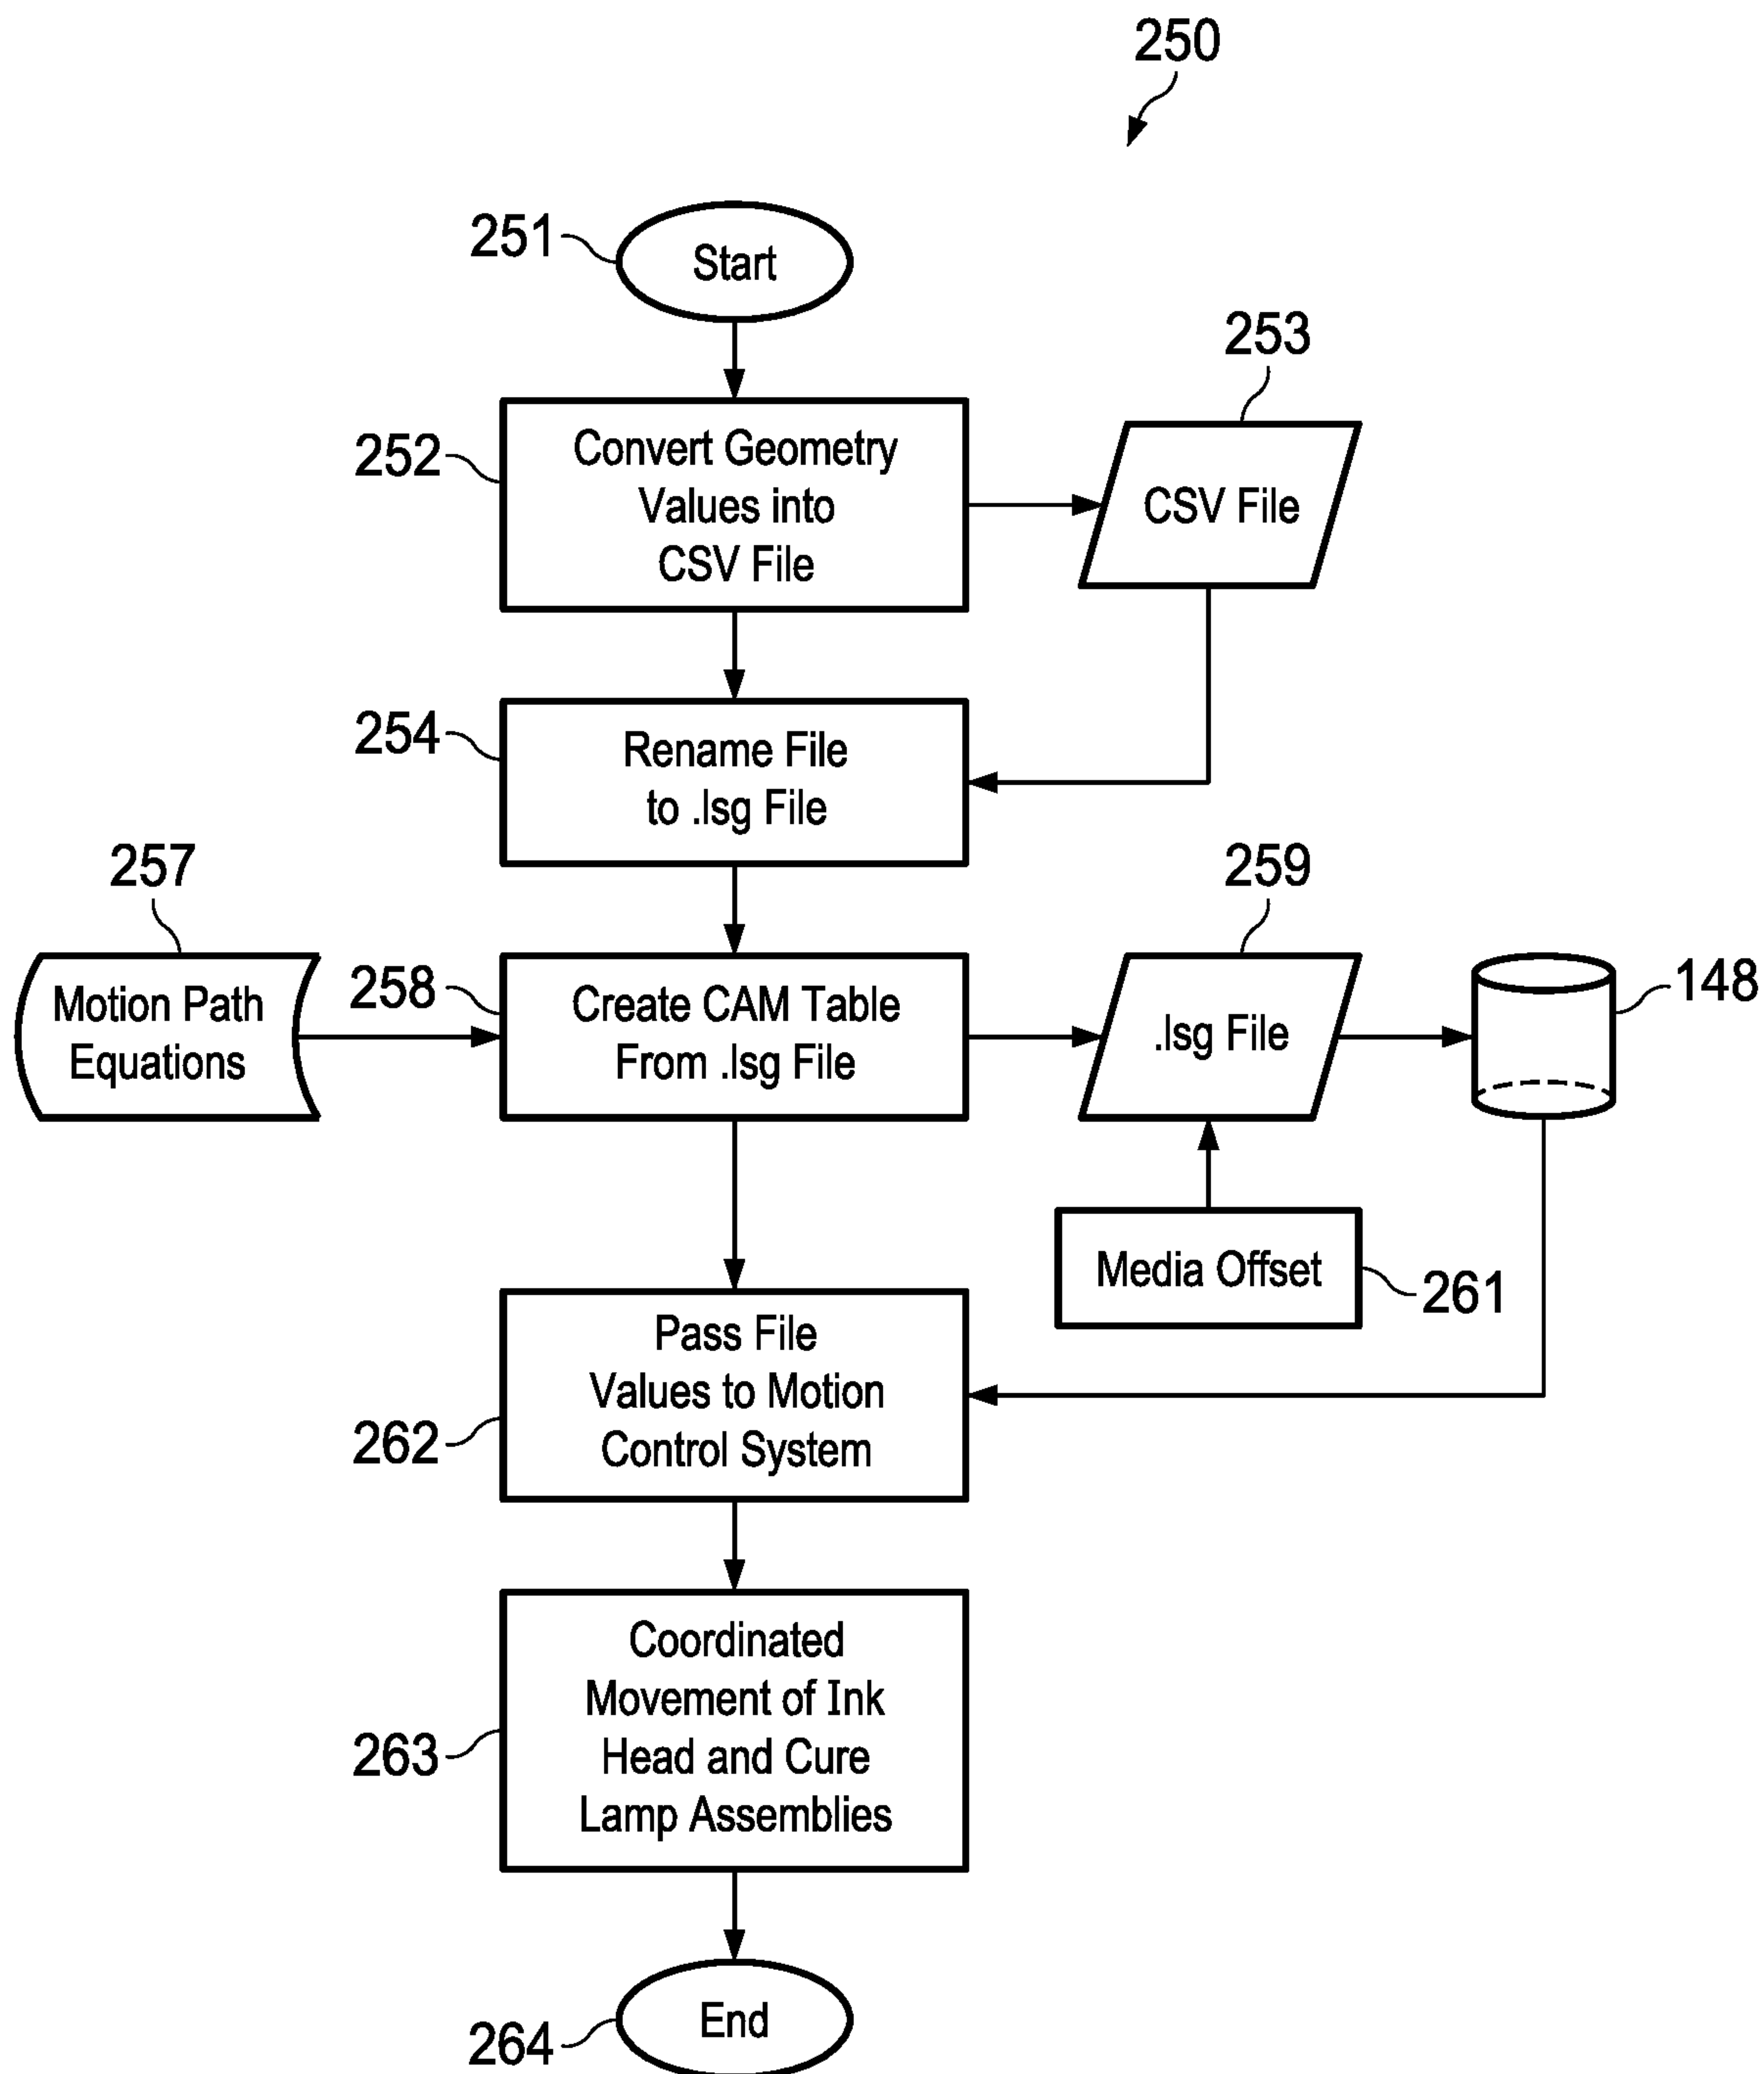 250
251
Start
253
252
Convert Geometry
Values into
CSV File
CSV File
254
Rename File
to .lsg File
257
259
Motion Path
Equations
258
Create CAM Table
From .lsg File
.lsg File
148
Media Offset
261
Pass File
Values to Motion
Control System
262
Coordinated
Movement of Ink
Head and Cure
Lamp Assemblies
263
End
264